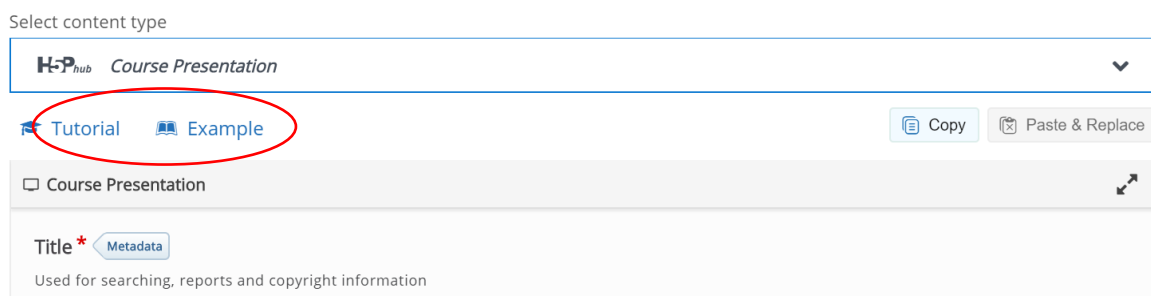 Select content type
H5P hub Course Presentation
Tutorial Example Copy Paste & Replace
Course Presentation
Title * Metadata
Used for searching, reports and copyright information